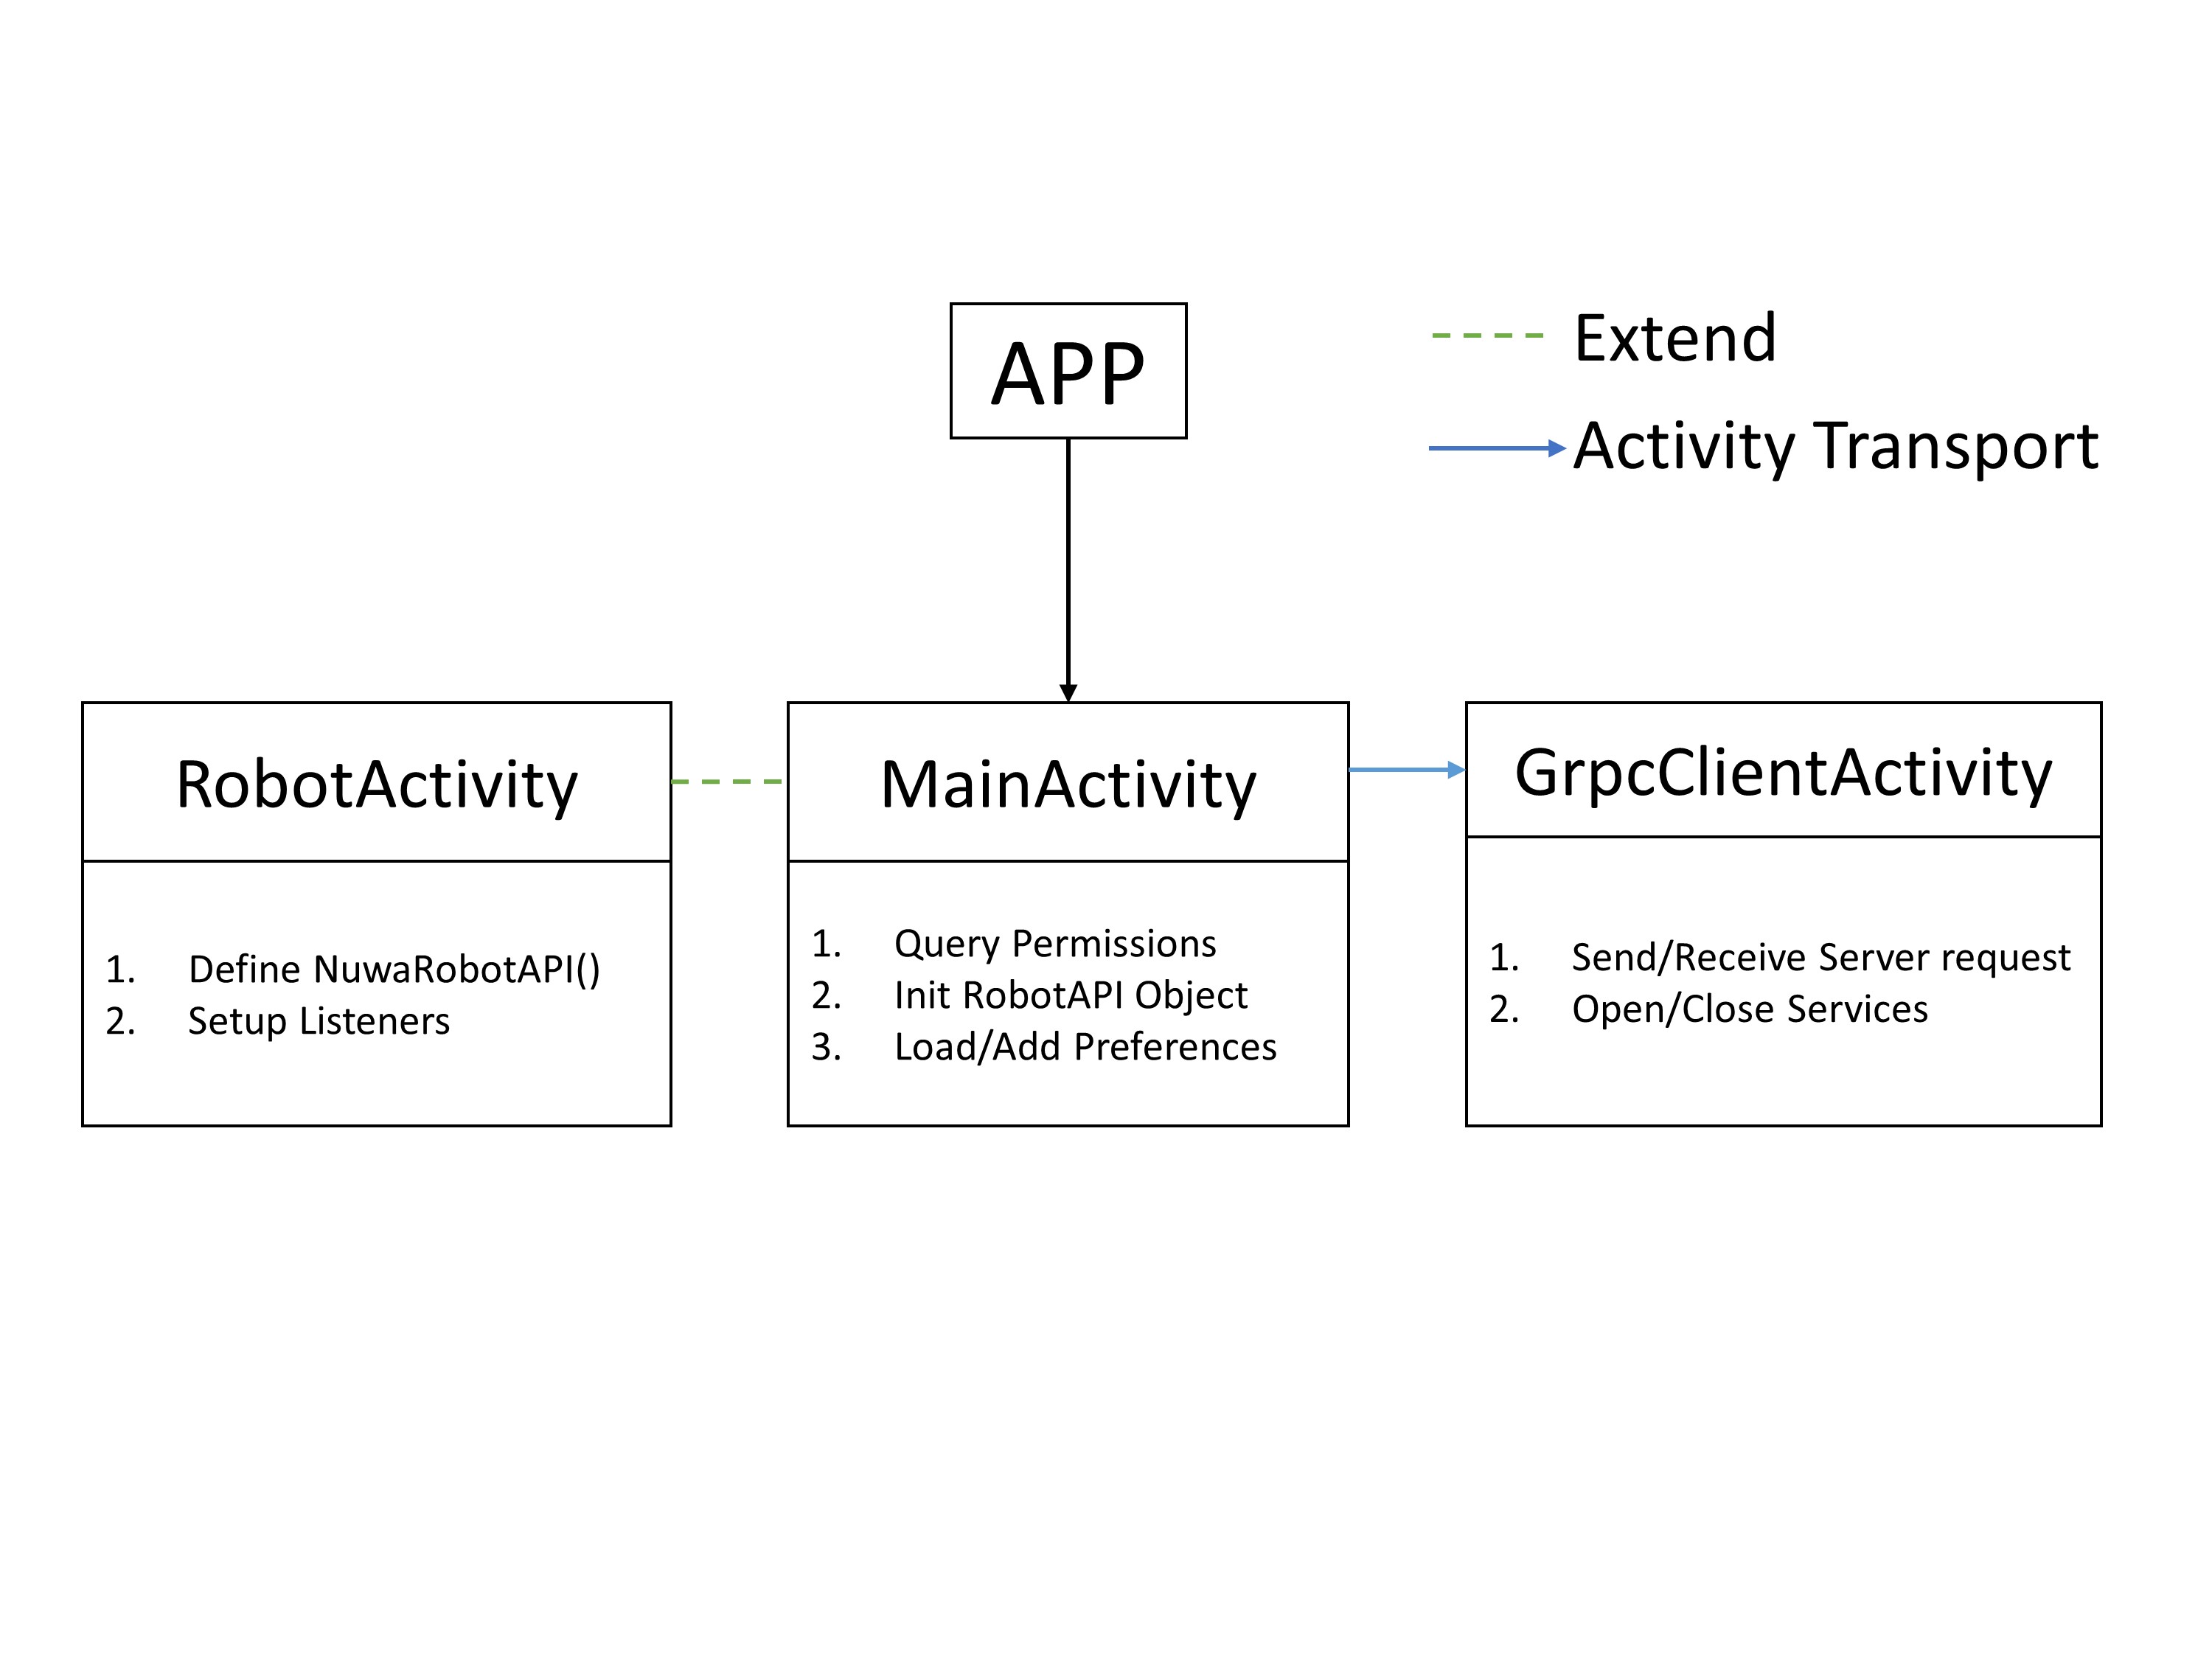 APP
Extend
Activity Transport
RobotActivity
1. Define NuwaRobotAPI()
2. Setup Listeners
MainActivity
1. Query Permissions
2. Init RobotAPI Object
3. Load/Add Preferences
GrpcClientActivity
1. Send/Receive Server request
2. Open/Close Services